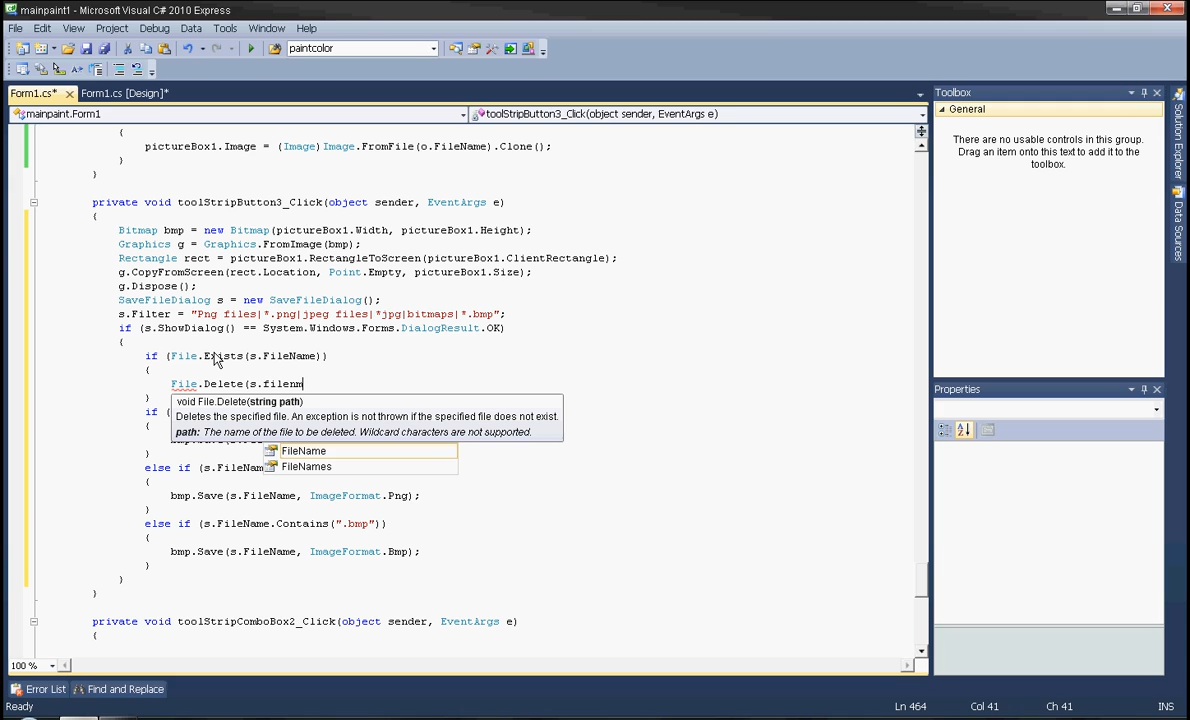 mainpaint1 - Microsoft Visual C# 2010 Express
File Edit View Project Debug Data Tools Window Help
paintcolor
Form1.cs* Form1.cs [Design]*
mainpaint.Form1
toolStripButton3_Click(object sender, EventArgs e)
{
pictureBox1.Image = (Image)Image.FromFile(o.FileName).Clone();
}
}
private void toolStripButton3_Click(object sender, EventArgs e)
{
Bitmap bmp = new Bitmap(pictureBox1.Width, pictureBox1.Height);
Graphics g = Graphics.FromImage(bmp);
Rectangle rect = pictureBox1.RectangleToScreen(pictureBox1.ClientRectangle);
g.CopyFromScreen(rect.Location, Point.Empty, pictureBox1.Size);
g.Dispose();
SaveFileDialog s = new SaveFileDialog();
s.Filter = "Png files|*.png|jpeg files|*jpg|bitmaps|*.bmp";
if (s.ShowDialog() == System.Windows.Forms.DialogResult.OK)
{
if (File.Exists(s.FileName))
{
File.Delete(s.filenm
}
void File.Delete(string path)
Deletes the specified file. An exception is not thrown if the specified file does not exist.
path: The name of the file to be deleted. Wildcard characters are not supported.
if (
{
FileName
FileNames
}
else if (s.FileNam
{
bmp.Save(s.FileName, ImageFormat.Png);
}
else if (s.FileName.Contains(".bmp"))
{
bmp.Save(s.FileName, ImageFormat.Bmp);
}
}
}
private void toolStripComboBox2_Click(object sender, EventArgs e)
{
100 %
Toolbox
General
There are no usable controls in this group.
Drag an item onto this text to add it to the
toolbox.
Properties
Solution Explorer
Data Sources
Error List Find and Replace
Ready
Ln 464 Col 41 Ch 41 INS